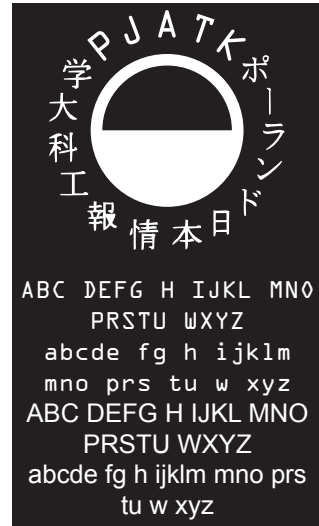 PJATK
ポーランド日本情報工科大学
ABC DEFG H IJKL MNO
PRSTU WXYZ
abcde fg h ijklm
mno prs tu w xyz
ABC DEFG H IJKL MNO
PRSTU WXYZ
abcde fg h ijklm mno prs
tu w xyz